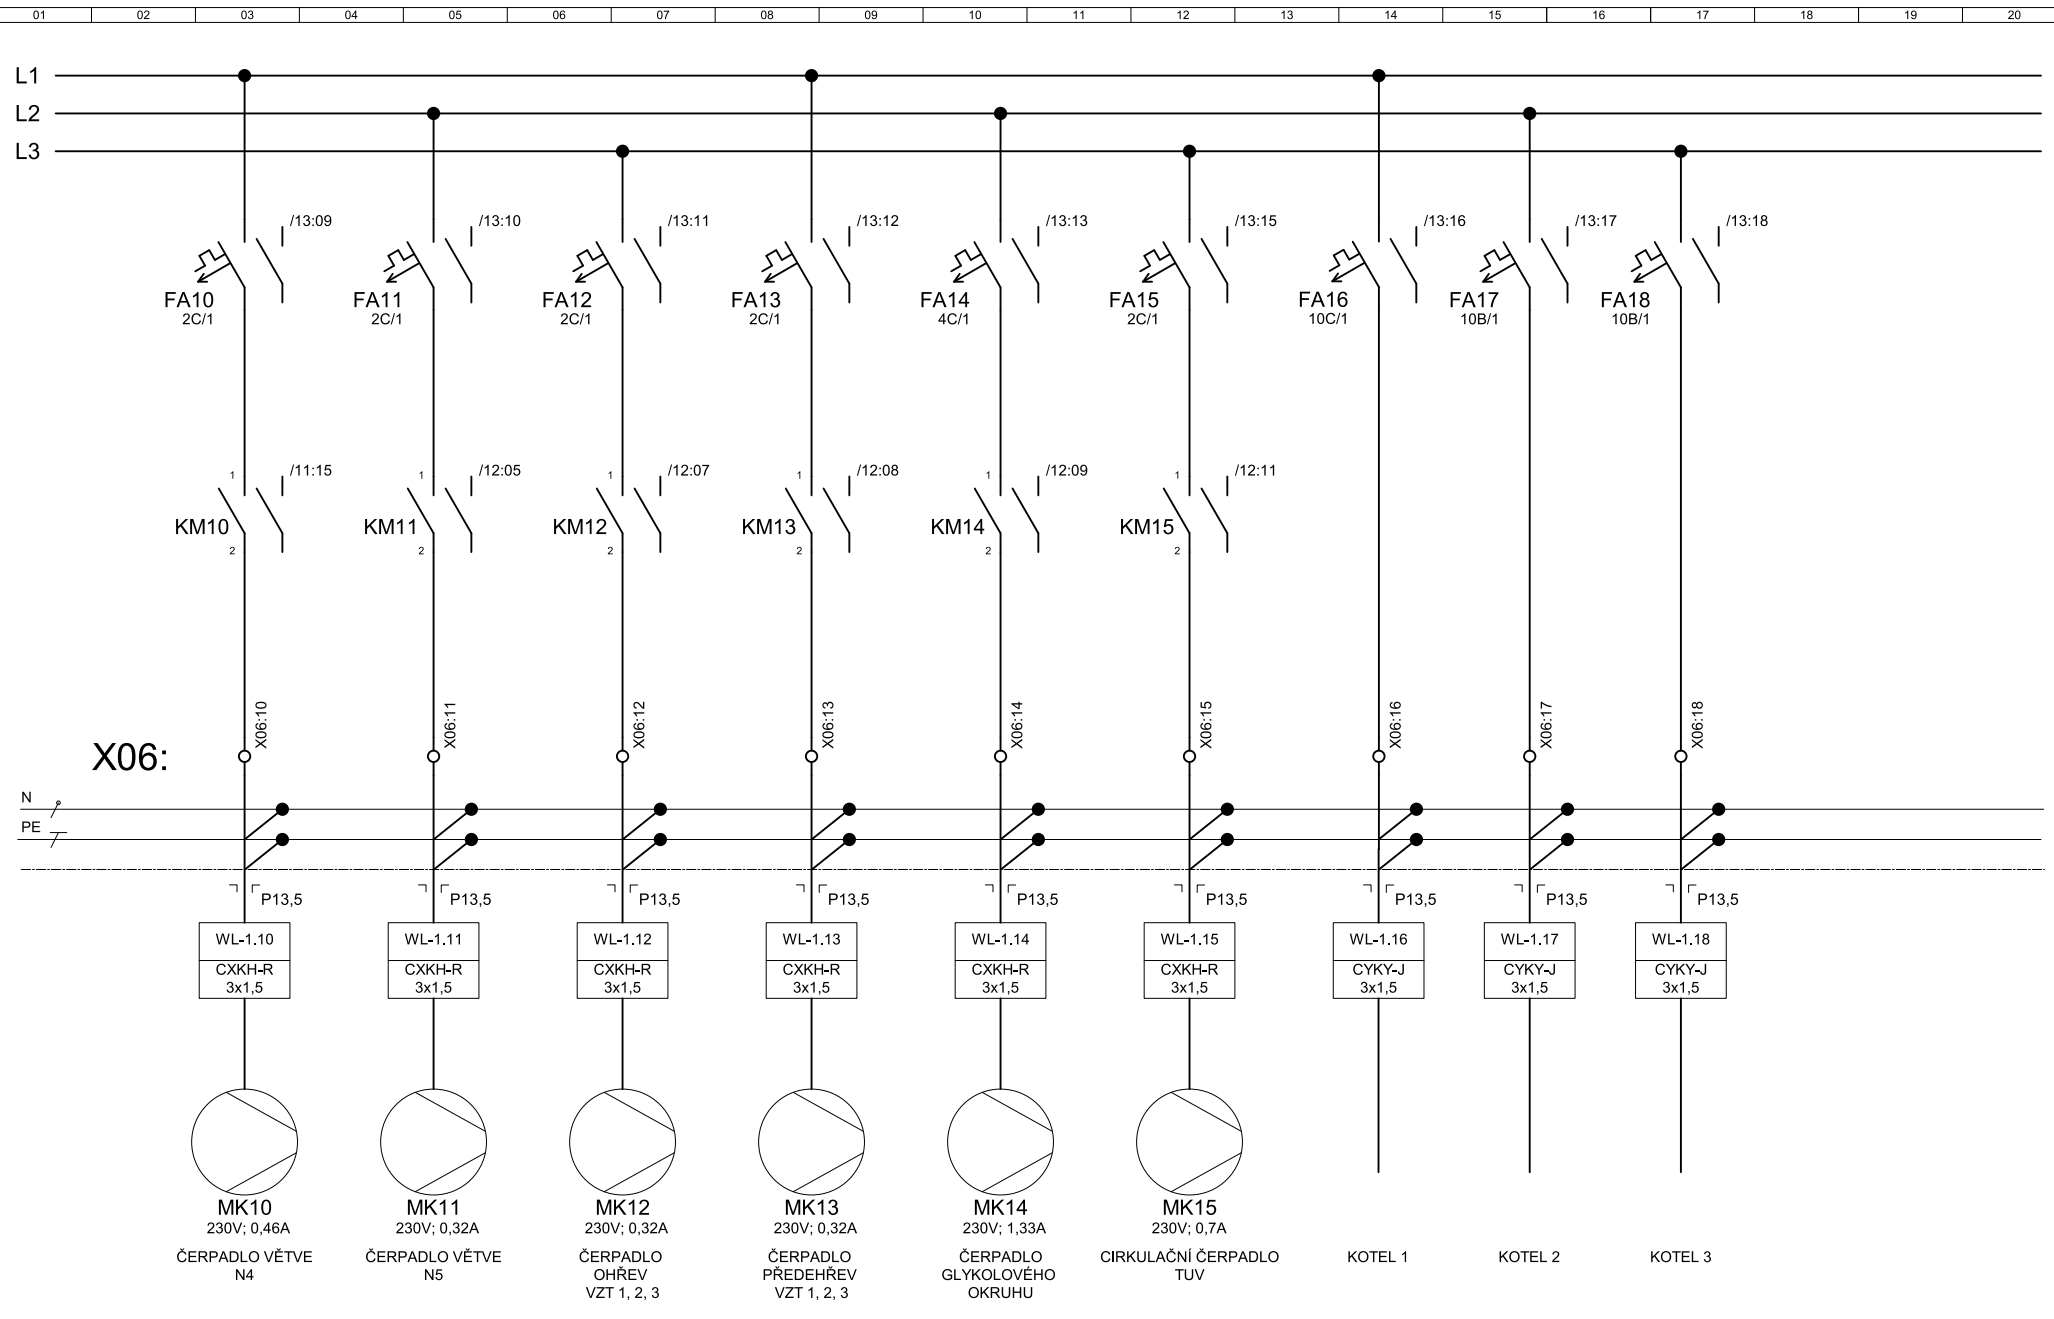 01 02 03 04 05 06 07 08 09 10 11 12 13 14 15 16 17 18 19 20
L1
L2
L3
/13:09 /13:10 /13:11 /13:12 /13:13 /13:15 /13:16 /13:17 /13:18
FA10 FA11 FA12 FA13 FA14 FA15 FA16 FA17 FA18
2C/1 2C/1 2C/1 2C/1 4C/1 2C/1 10C/1 10B/1 10B/1
1 /11:15 1 /12:05 1 /12:07 1 /12:08 1 /12:09 1 /12:11
KM10 KM11 KM12 KM13 KM14 KM15
2 2 2 2 2 2
X06:10 X06:11 X06:12 X06:13 X06:14 X06:15 X06:16 X06:17 X06:18
X06:
N
PE
P13,5 P13,5 P13,5 P13,5 P13,5 P13,5 P13,5 P13,5 P13,5
WL-1.10 WL-1.11 WL-1.12 WL-1.13 WL-1.14 WL-1.15 WL-1.16 WL-1.17 WL-1.18
CXKH-R CXKH-R CXKH-R CXKH-R CXKH-R CXKH-R CYKY-J CYKY-J CYKY-J
3x1,5 3x1,5 3x1,5 3x1,5 3x1,5 3x1,5 3x1,5 3x1,5 3x1,5
MK10 MK11 MK12 MK13 MK14 MK15
230V; 0,46A 230V; 0,32A 230V; 0,32A 230V; 0,32A 230V; 1,33A 230V; 0,7A
ČERPADLO VĚTVE ČERPADLO VĚTVE ČERPADLO ČERPADLO ČERPADLO CIRKULAČNÍ ČERPADLO KOTEL 1 KOTEL 2 KOTEL 3
N4 N5 OHŘEV PŘEDEHŘEV GLYKOLOVÉHO TUV
VZT 1, 2, 3 VZT 1, 2, 3 OKRUHU